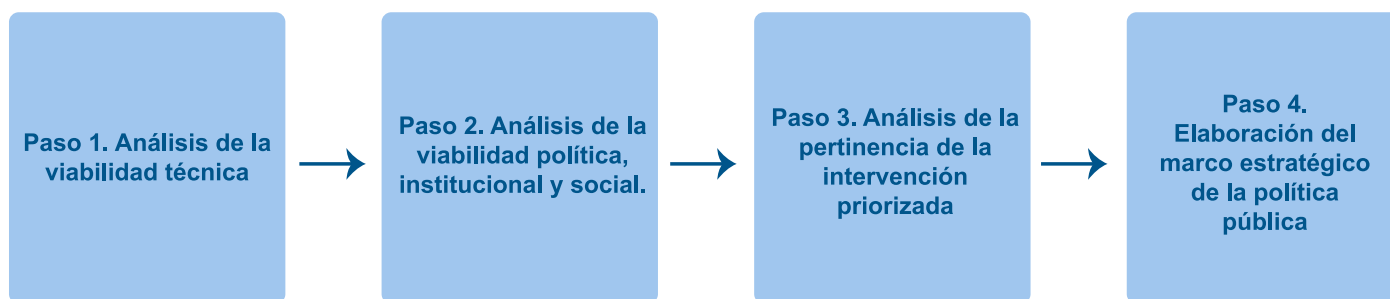 Paso 1. Análisis de la
viabilidad técnica
Paso 2. Análisis de la
viabilidad política,
institucional y social.
Paso 3. Análisis de la
pertinencia de la
intervención
priorizada
Paso 4.
Elaboración del
marco estratégico
de la política
pública